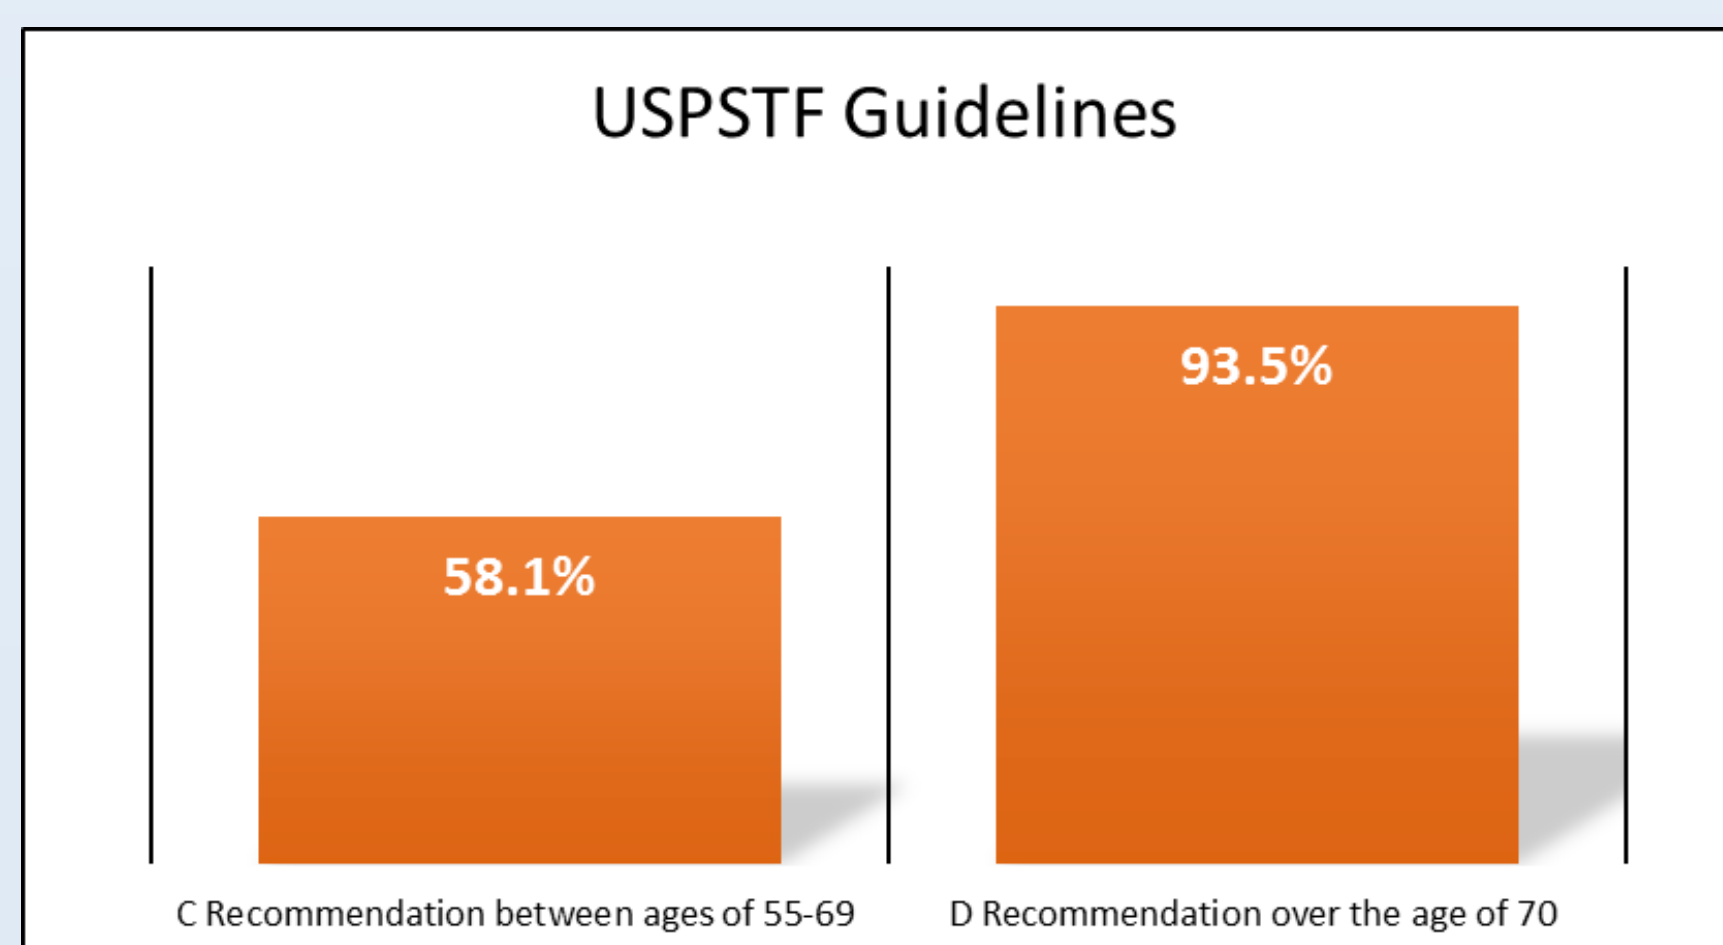 USPSTF Guidelines
93.5%
58.1%
C Recommendation between ages of 55-69
D Recommendation over the age of 70